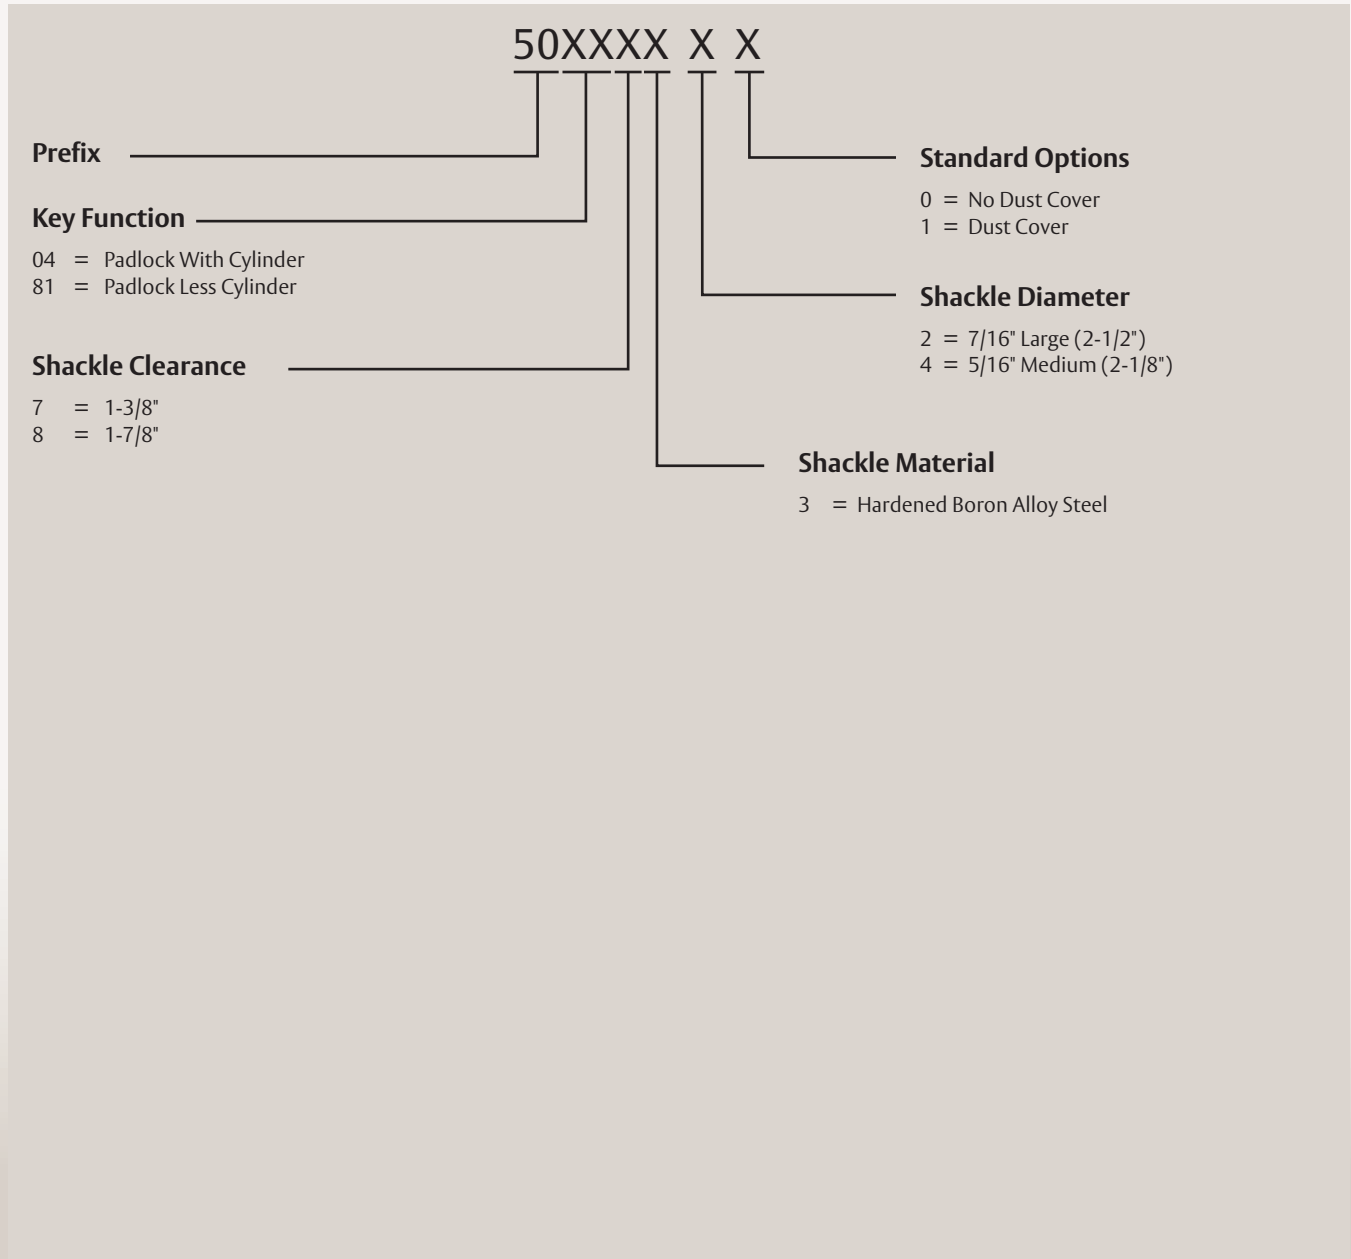 50XXXX X X
Prefix
Key Function
04 = Padlock With Cylinder
81 = Padlock Less Cylinder
Shackle Clearance
7 = 1-3/8"
8 = 1-7/8"
Standard Options
0 = No Dust Cover
1 = Dust Cover
Shackle Diameter
2 = 7/16" Large (2-1/2")
4 = 5/16" Medium (2-1/8")
Shackle Material
3 = Hardened Boron Alloy Steel